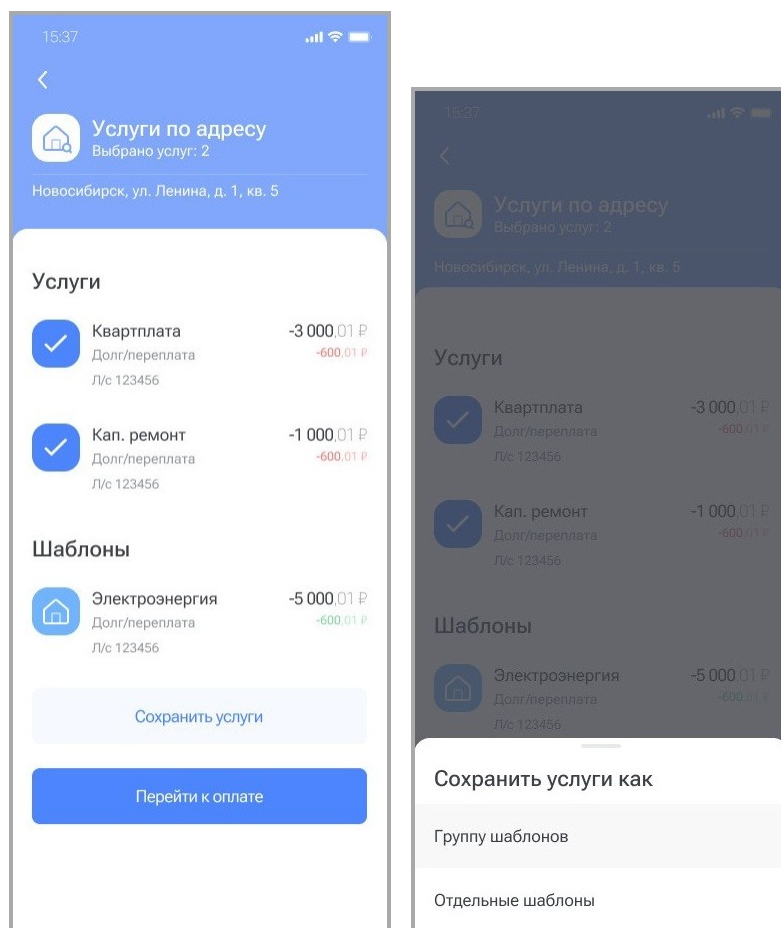 15:37
Услуги по адресу
Выбрано услуг: 2
Новосибирск, ул. Ленина, д. 1, кв. 5
Услуги
Квартплата -3 000,01 ₽
Долг/переплата -600,01 ₽
Л/с 123456
Кап. ремонт -1 000,01 ₽
Долг/переплата -600,01 ₽
Л/с 123456
Шаблоны
Электроэнергия -5 000,01 ₽
Долг/переплата -600,01 ₽
Л/с 123456
Сохранить услуги
Перейти к оплате
15:37
Услуги по адресу
Выбрано услуг: 2
Новосибирск, ул. Ленина, д. 1, кв. 5
Услуги
Квартплата -3 000,01 ₽
Долг/переплата -600,01 ₽
Л/с 123456
Кап. ремонт -1 000,01 ₽
Долг/переплата -600,01 ₽
Л/с 123456
Шаблоны
Электроэнергия -5 000,01 ₽
Долг/переплата -600,01 ₽
Л/с 123456
Сохранить услуги как
Группу шаблонов
Отдельные шаблоны